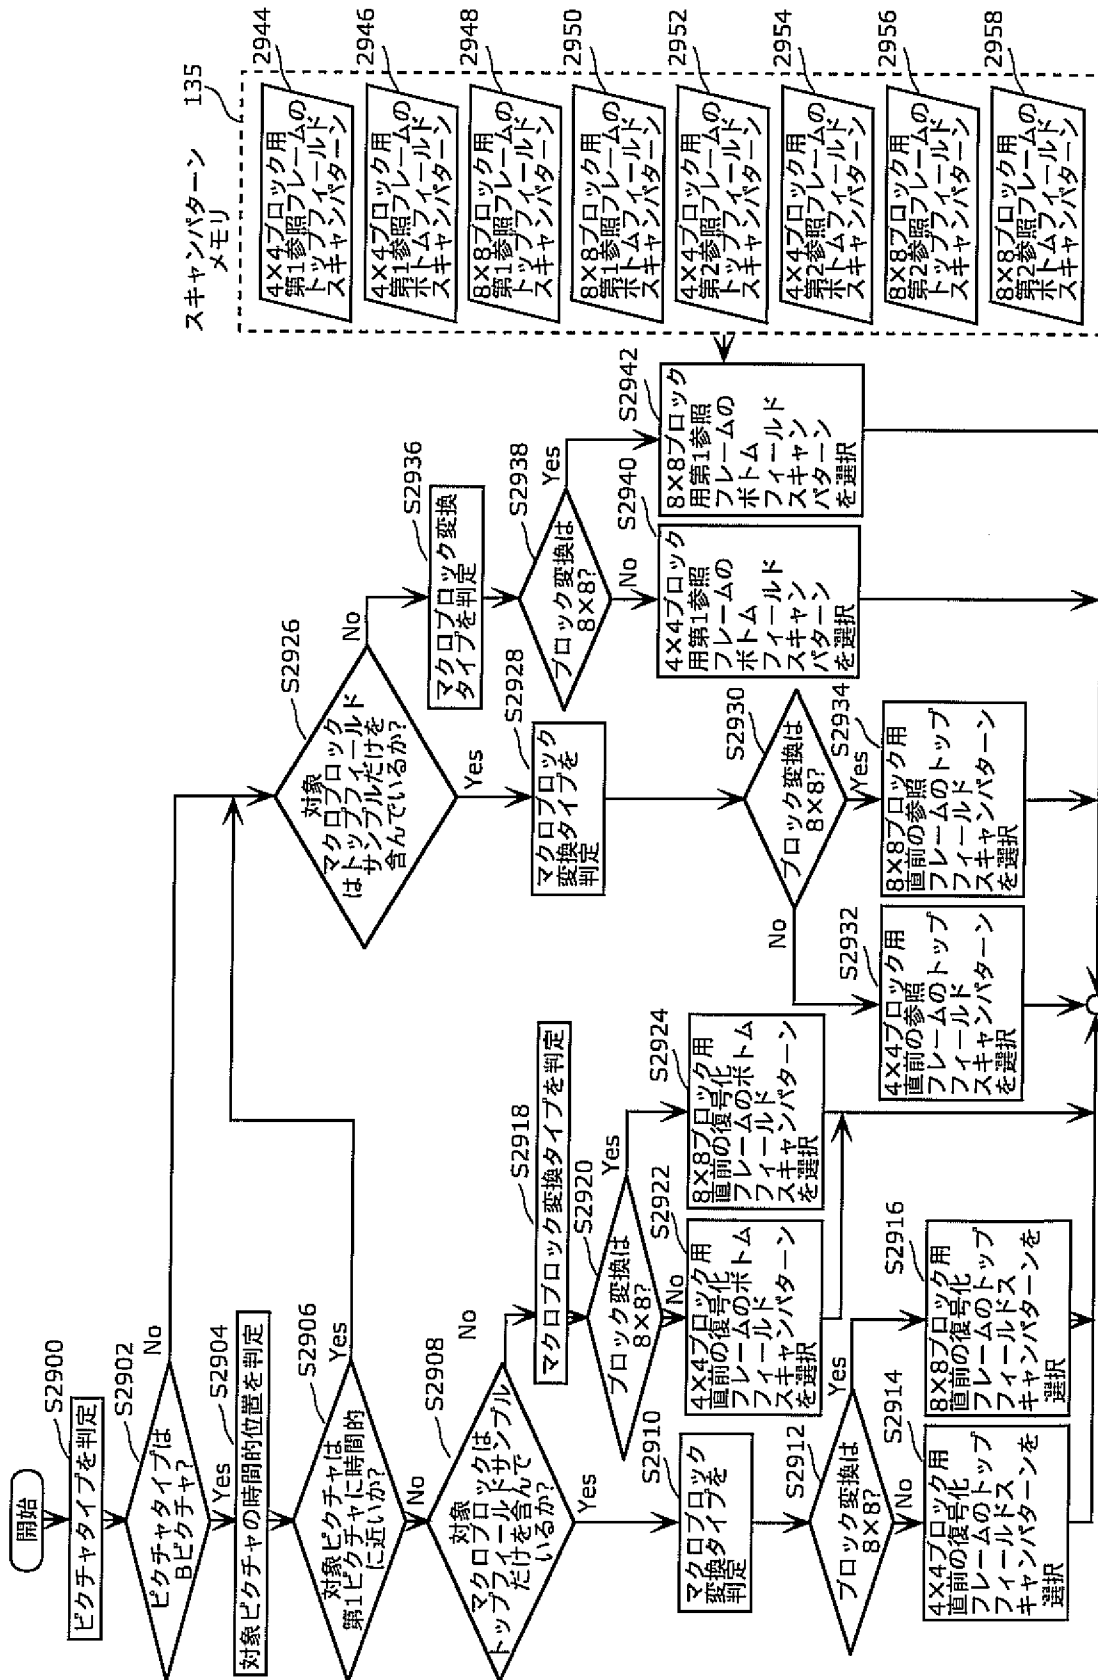 開始
S2900
ピクチャタイプを判定
S2902
ピクチャタイプは
Bピクチャ?
No
Yes
S2904
対象ピクチャの時間的位置を判定
S2906
対象ピクチャは
第1ピクチャに時間的
に近いか?
Yes
No
S2908
対象
マクロブロックは
トップフィールドサンプル
だけを含んで
いるか?
No
Yes
S2910
マクロブロック
変換タイプを
判定
S2912
ブロック変換は
8×8?
Yes
No
S2914
4×4ブロック用
直前の復号化
フレームのトップ
フィールドス
キャンパターンを
選択
S2916
8×8ブロック用
直前の復号化
フレームのトップ
フィールドス
キャンパターンを
選択
S2918
マクロブロック変換タイプを判定
S2920
ブロック変換は
8×8?
Yes
No
S2922
4×4ブロック用
直前の復号化
フレームのボトム
フィールド
スキャンパターン
を選択
S2924
8×8ブロック用
直前の復号化
フレームのボトム
フィールド
スキャンパターン
を選択
S2926
対象
マクロブロック
はトップフィールド
サンプルだけを
含んでいるか?
No
Yes
S2928
マクロブロック
変換タイプを
判定
S2930
ブロック変換は
8×8?
No
Yes
S2932
4×4ブロック用
直前の参照
フレームのトップ
フィールド
スキャンパターン
を選択
S2934
8×8ブロック用
直前の参照
フレームのトップ
フィールド
スキャンパターン
を選択
S2936
マクロブロック変換
タイプを判定
S2938
ブロック変換は
8×8?
Yes
No
S2940
4×4ブロック
用第1参照
フレームの
ボトム
フィールド
スキャン
パターン
を選択
S2942
8×8ブロック
用第1参照
フレームの
ボトム
フィールド
スキャン
パターン
を選択
スキャンパターン
メモリ
135
2944
4×4ブロック用
第1参照フレームの
トップフィールド
スキャンパターン
2946
4×4ブロック用
第1参照フレームの
ボトムフィールド
スキャンパターン
2948
8×8ブロック用
第1参照フレームの
トップフィールド
スキャンパターン
2950
8×8ブロック用
第1参照フレームの
ボトムフィールド
スキャンパターン
2952
4×4ブロック用
第2参照フレームの
トップフィールド
スキャンパターン
2954
4×4ブロック用
第2参照フレームの
ボトムフィールド
スキャンパターン
2956
8×8ブロック用
第2参照フレームの
トップフィールド
スキャンパターン
2958
8×8ブロック用
第2参照フレームの
ボトムフィールド
スキャンパターン